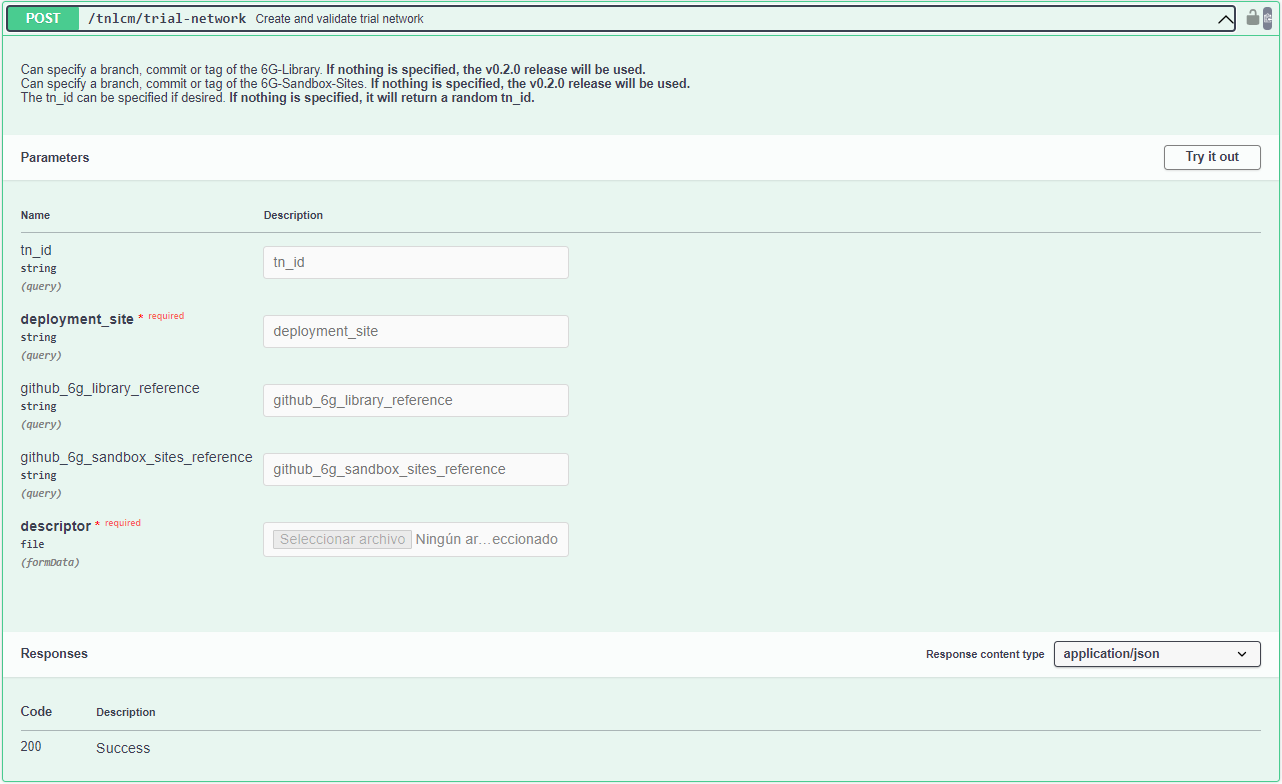 POST /tnlcm/trial-network Create and validate trial network
Can specify a branch, commit or tag of the 6G-Library. If nothing is specified, the v0.2.0 release will be used.
Can specify a branch, commit or tag of the 6G-Sandbox-Sites. If nothing is specified, the v0.2.0 release will be used.
The tn_id can be specified if desired. If nothing is specified, it will return a random tn_id.
Parameters Try it out
Name Description
tn_id
string
(query)
tn_id
deployment_site * required
string
(query)
deployment_site
github_6g_library_reference
string
(query)
github_6g_library_reference
github_6g_sandbox_sites_reference
string
(query)
github_6g_sandbox_sites_reference
descriptor * required
file
(formData)
Seleccionar archivo Ningún ar...eccionado
Responses Response content type application/json
Code Description
200 Success